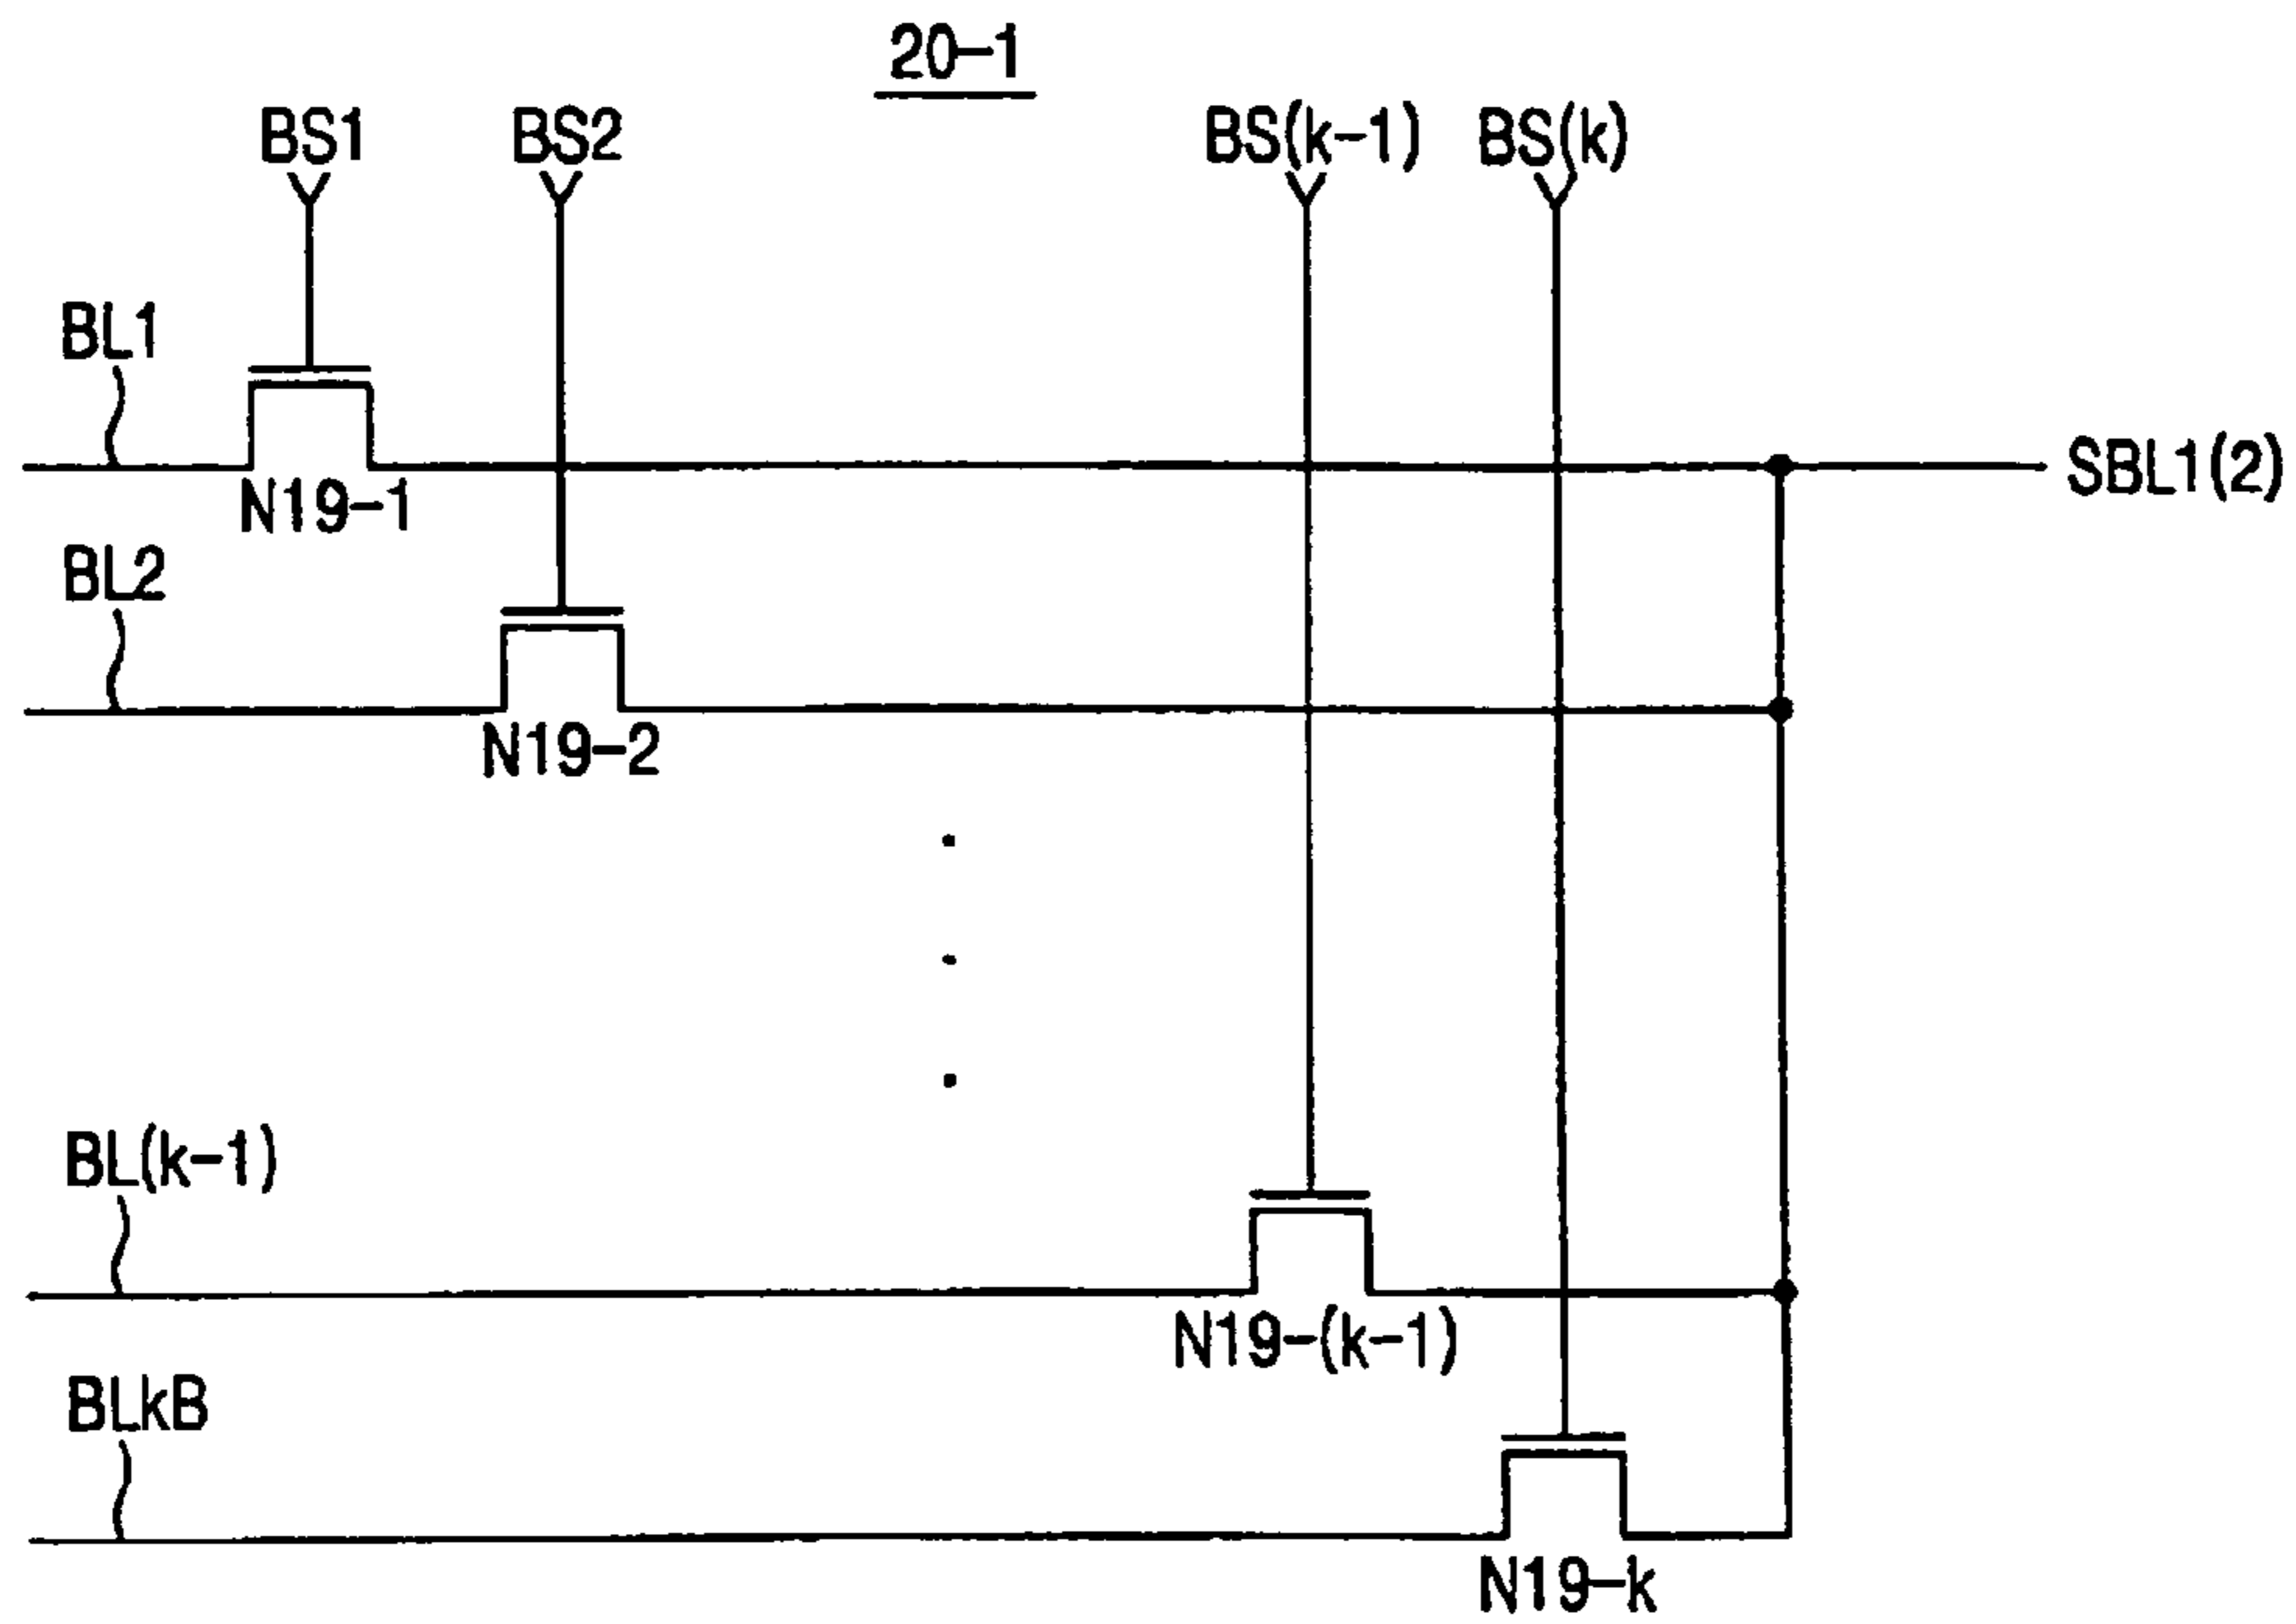 20-1
BS1 BS2 BS(k-1) BS(k)
BL1
SBL1(2)
N19-1
BL2
N19-2
BL(k-1)
N19-(k-1)
BLkB
N19-k